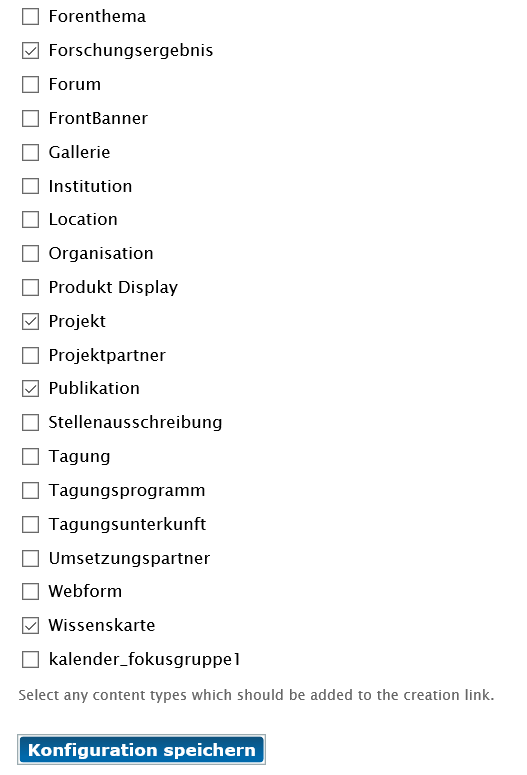 Forenthema
Forschungsergebnis
Forum
FrontBanner
Gallerie
Institution
Location
Organisation
Produkt Display
Projekt
Projektpartner
Publikation
Stellenausschreibung
Tagung
Tagungsprogramm
Tagungsunterkunft
Umsetzungspartner
Webform
Wissenskarte
kalender_fokusgruppe1
Select any content types which should be added to the creation link.
Konfiguration speichern